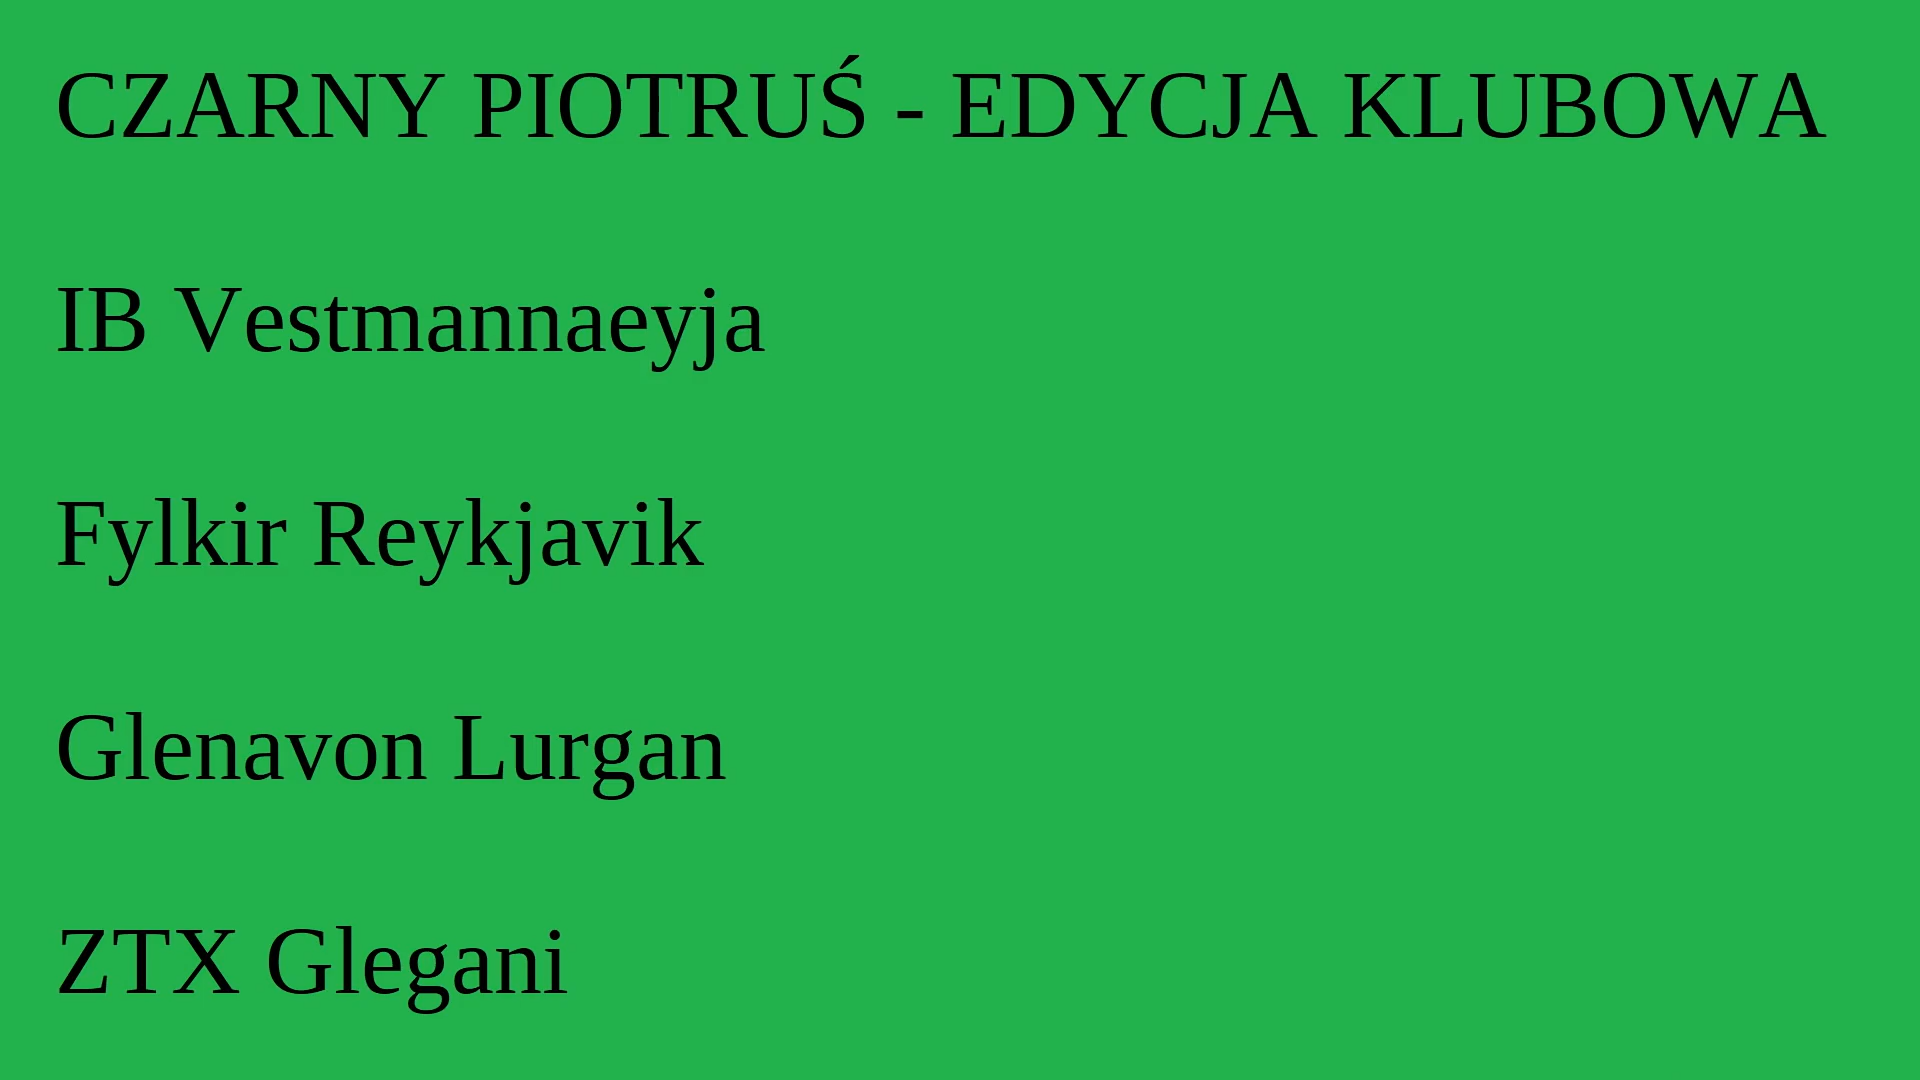 CZARNY PIOTRUŚ - EDYCJA KLUBOWA
IB Vestmannaeyja
Fylkir Reykjavik
Glenavon Lurgan
ZTX Glegani